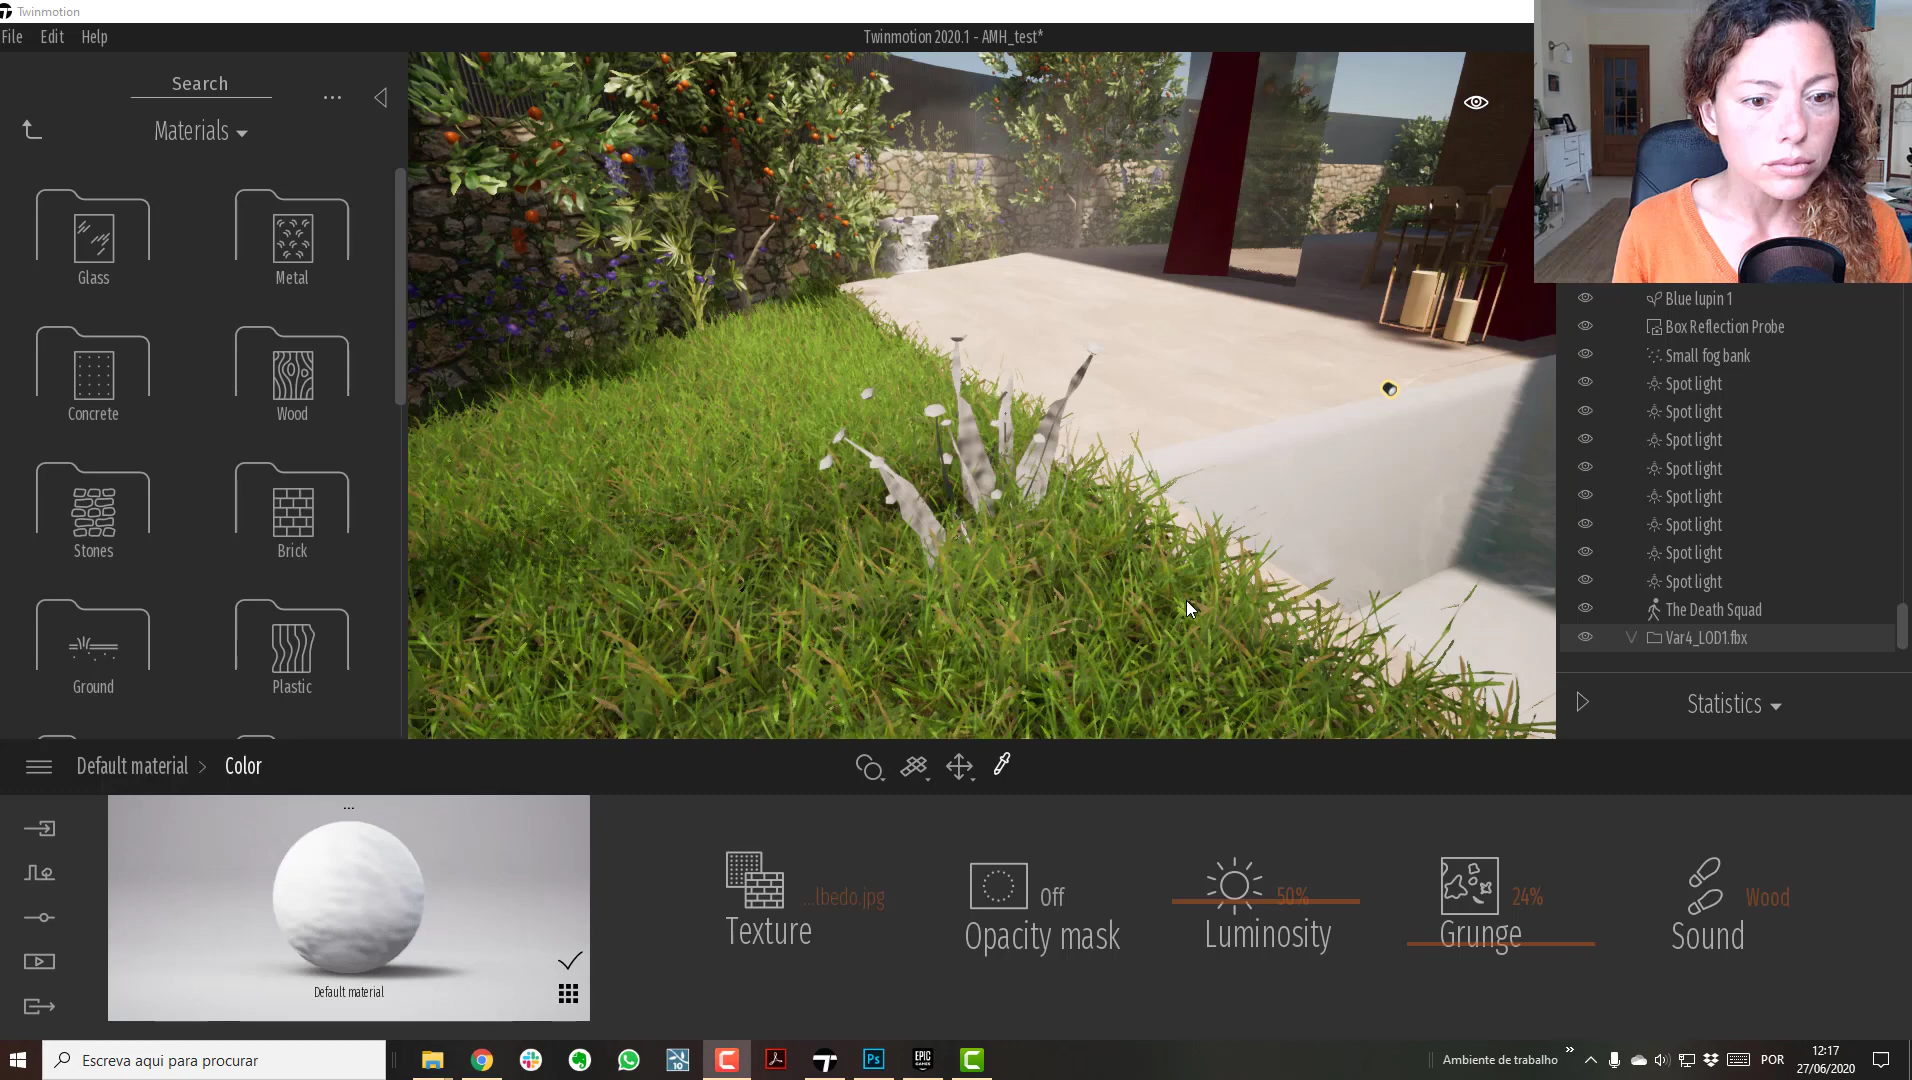 Twinmotion
File Edit Help
Twinmotion 2020.1 - AMH_test*
Search
...
Materials
Glass
Metal
Concrete
Wood
Stones
Brick
Ground
Plastic
Blue lupin 1
Box Reflection Probe
Small fog bank
Spot light
Spot light
Spot light
Spot light
Spot light
Spot light
Spot light
Spot light
The Death Squad
Var4_LOD1.fbx
Statistics
Default material > Color
...
Default material
...lbedo.jpg
Texture
Off
Opacity mask
50%
Luminosity
24%
Grunge
Wood
Sound
Escreva aqui para procurar
10
Ps
EPIC GAMES
Ambiente de trabalho
POR
12:17
27/06/2020